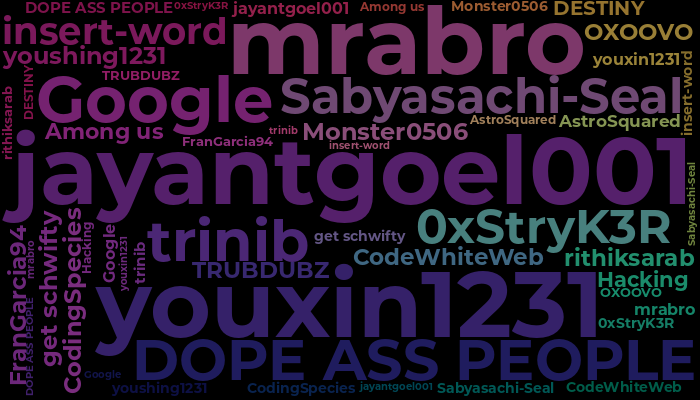 DOPE ASS PEOPLE
0xStryK3R
jayantgoel001
Among us
Monster0506
DESTINY
insert-word
mrabro
OXOOVO
youshing1231
youxin1231
insert-word
TRUBDUBZ
DESTINY
Google
Sabyasachi-Seal
rithiksarab
Among us
trinib
Monster0506
AstroSquared
AstroSquared
FranGarcia94
insert-word
jayantgoel001
Sabyasachi-Seal
FranGarcia94
mrabro
get schwifty
CodingSpecies
Hacking
Google
youxin1231
trinib
trinib
get schwifty
0xStryK3R
CodeWhiteWeb
rithiksarab
TRUBDUBZ
youxin1231
Hacking
OXOOVO
mrabro
0xStryK3R
DOPE ASS PEOPLE
DOPE ASS PEOPLE
Google
youshing1231
CodingSpecies
jayantgoel001
Sabyasachi-Seal
CodeWhiteWeb